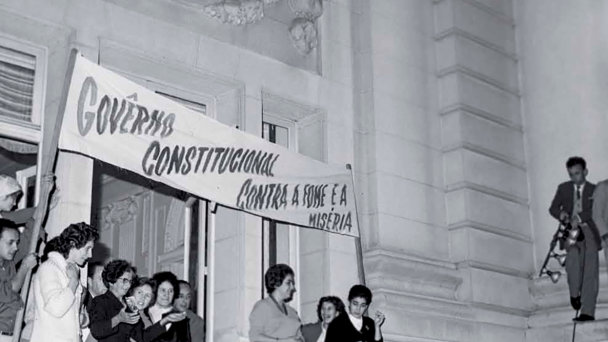 GOVÊRNO
CONSTITUCIONAL
CONTRA A FOME E A
MISÉRIA